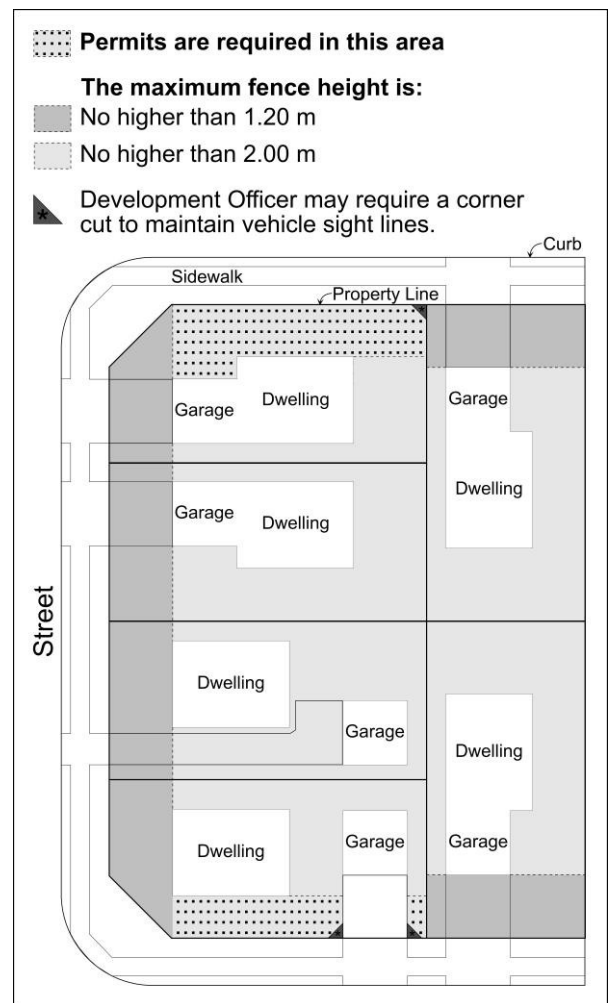 Permits are required in this area
The maximum fence height is:
No higher than 1.20 m
No higher than 2.00 m
* Development Officer may require a corner
cut to maintain vehicle sight lines.
Curb
Sidewalk
Property Line
*
Garage
Dwelling
Garage
Dwelling
Garage
Dwelling
Street
Dwelling
Garage
Dwelling
Dwelling
Garage
Garage
*
*